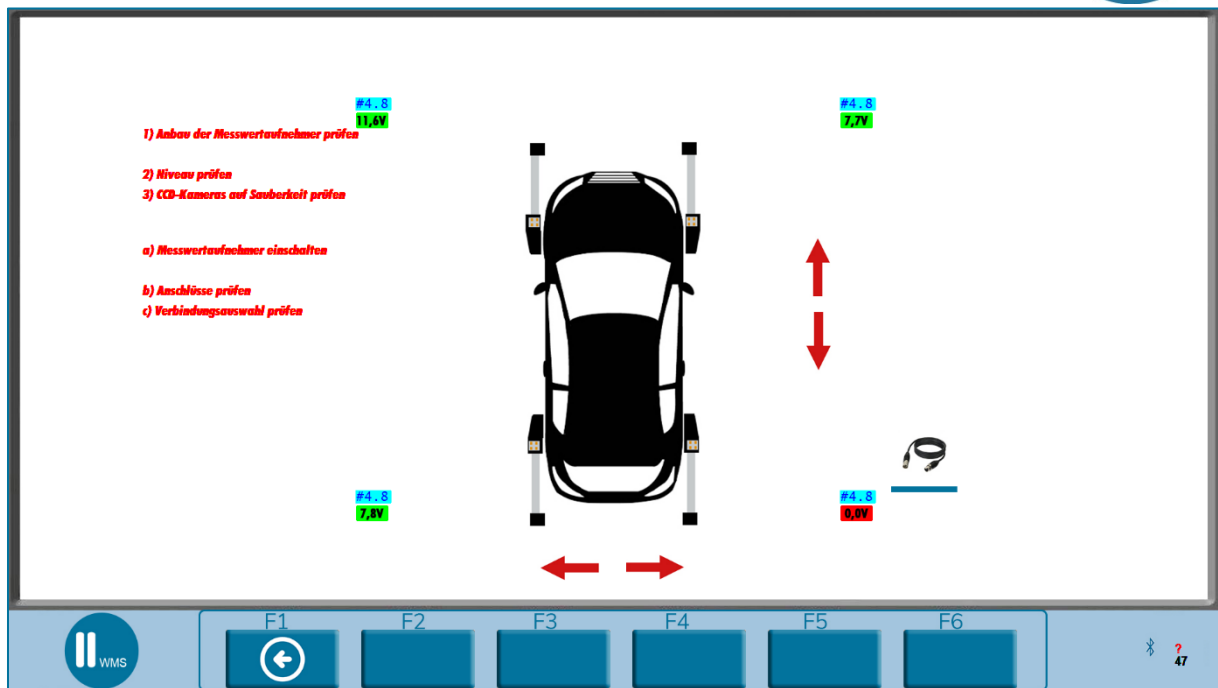 #4.8
11,6V
#4.8
7,7V
1) Anbau der Messwertaufnehmer prüfen
2) Niveau prüfen
3) CCD-Kameras auf Sauberkeit prüfen
a) Messwertaufnehmer einschalten
b) Anschlüsse prüfen
c) Verbindungsauswahl prüfen
#4.8
7,8V
#4.8
0,0V
WMS
F1
F2
F3
F4
F5
F6
?
47